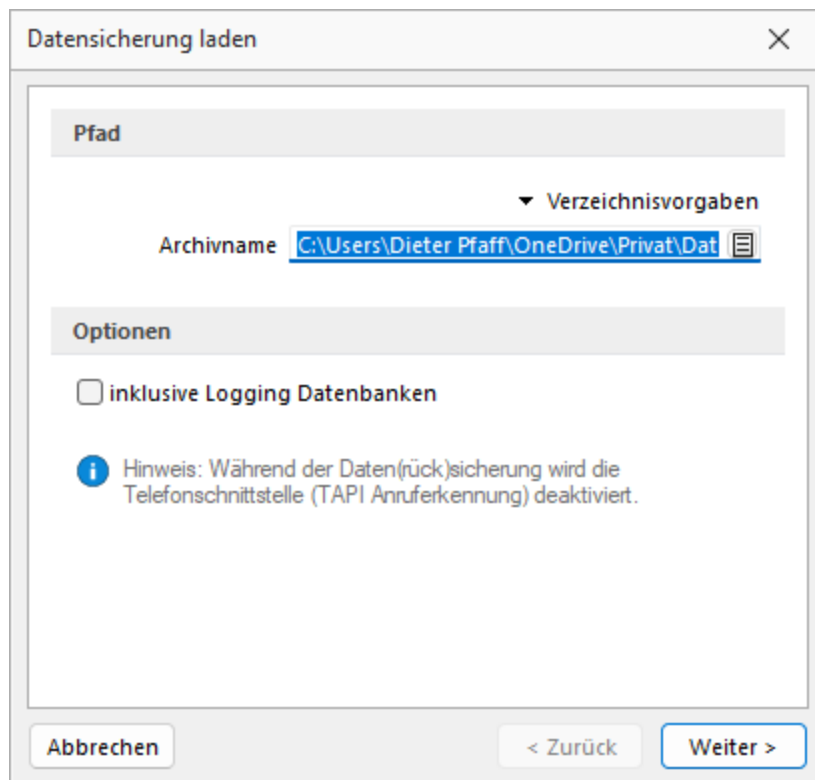 Datensicherung laden
Pfad
Verzeichnisvorgaben
Archivname C:\Users\Dieter Pfaff\OneDrive\Privat\Dat
Optionen
inklusive Logging Datenbanken
Hinweis: Während der Daten(rück)sicherung wird die
Telefonschnittstelle (TAPI Anruferkennung) deaktiviert.
Abbrechen < Zurück Weiter >